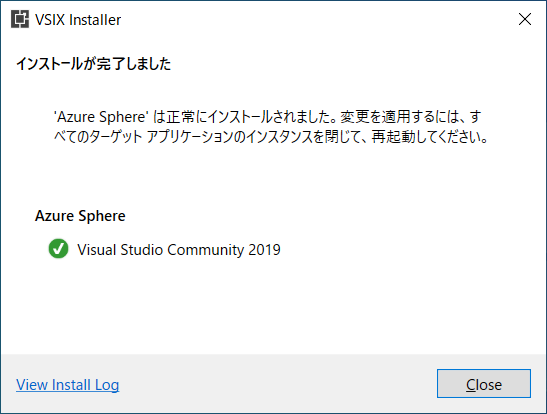 VSIX Installer
インストールが完了しました
'Azure Sphere' は正常にインストールされました。変更を適用するには、す
べてのターゲット アプリケーションのインスタンスを閉じて、再起動してください。
Azure Sphere
Visual Studio Community 2019
View Install Log
Close